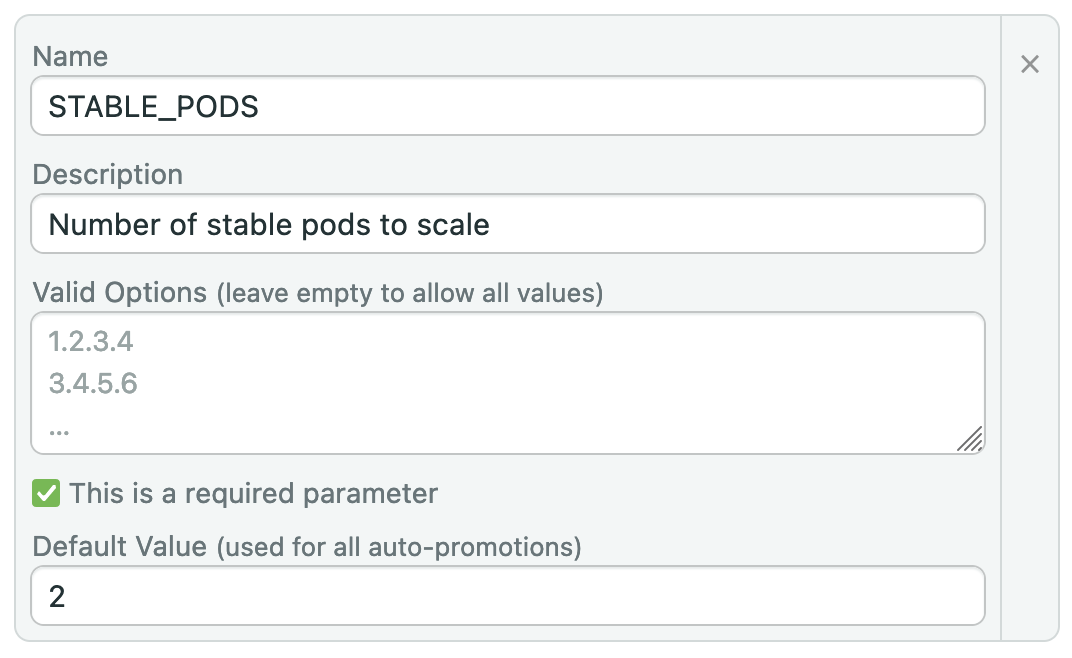 Name
STABLE_PODS
Description
Number of stable pods to scale
Valid Options (leave empty to allow all values)
1.2.3.4
3.4.5.6
...
This is a required parameter
Default Value (used for all auto-promotions)
2